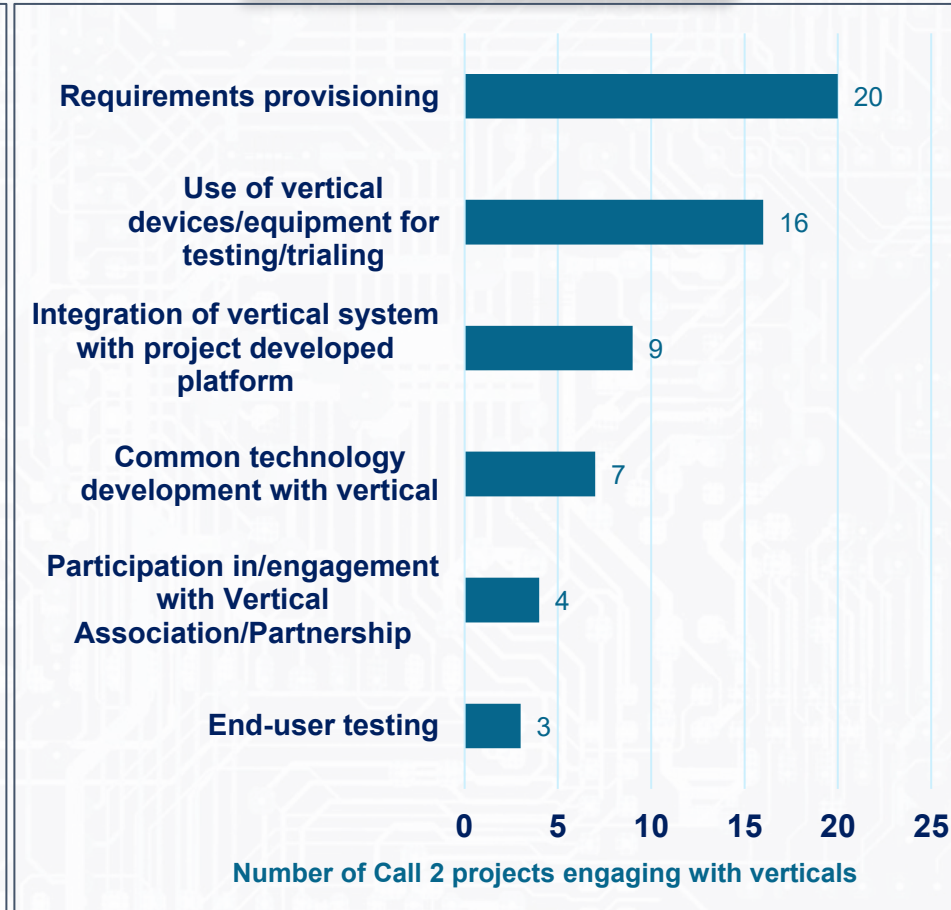 Requirements provisioning
20
Use of vertical
devices/equipment for
testing/trialing
16
Integration of vertical system
with project developed
platform
9
Common technology
development with vertical
7
Participation in/engagement
with Vertical
Association/Partnership
4
End-user testing
3
0 5 10 15 20 25
Number of Call 2 projects engaging with verticals